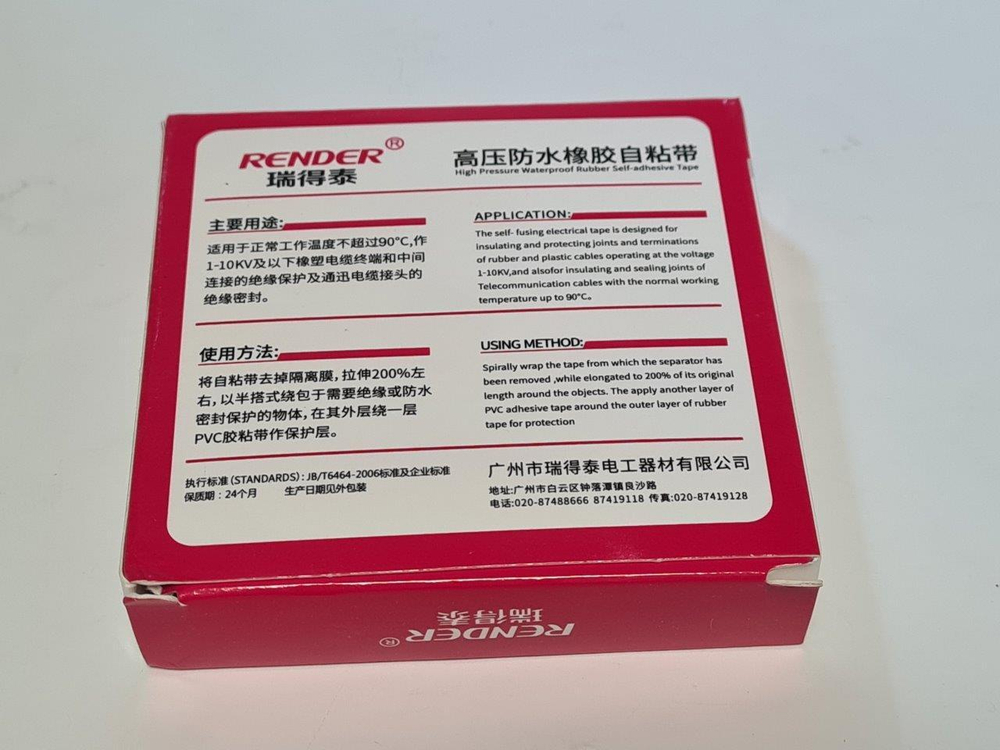 RENDER®
瑞得泰
高压防水橡胶自粘带
High Pressure Waterproof Rubber Self-adhesive Tape
主要用途:
适用于正常工作温度不超过90°C,作
1-10KV及以下橡塑电缆终端和中间
连接的绝缘保护及通迅电缆接头的
绝缘密封。
APPLICATION:
The self- fusing electrical tape is designed for
insulating and protecting joints and terminations
of rubber and plastic cables operating at the voltage
1-10KV,and alsofor insulating and sealing joints of
Telecommunication cables with the normal working
temperature up to 90°C。
使用方法:
将自粘带去掉隔离膜,拉伸200%左
右,以半搭式绕包于需要绝缘或防水
密封保护的物体,在其外层绕一层
PVC胶粘带作保护层。
USING METHOD:
Spirally wrap the tape from which the separator has
been removed ,while elongated to 200% of its original
length around the objects. The apply another layer of
PVC adhesive tape around the outer layer of rubber
tape for protection
执行标准(STANDARDS):JB/T6464-2006标准及企业标准
保质期:24个月 生产日期见外包装
广州市瑞得泰电工器材有限公司
地址:广州市白云区钟落潭镇良沙路
电话:020-87488666 87419118 传真:020-87419128
RENDER®
瑞得泰